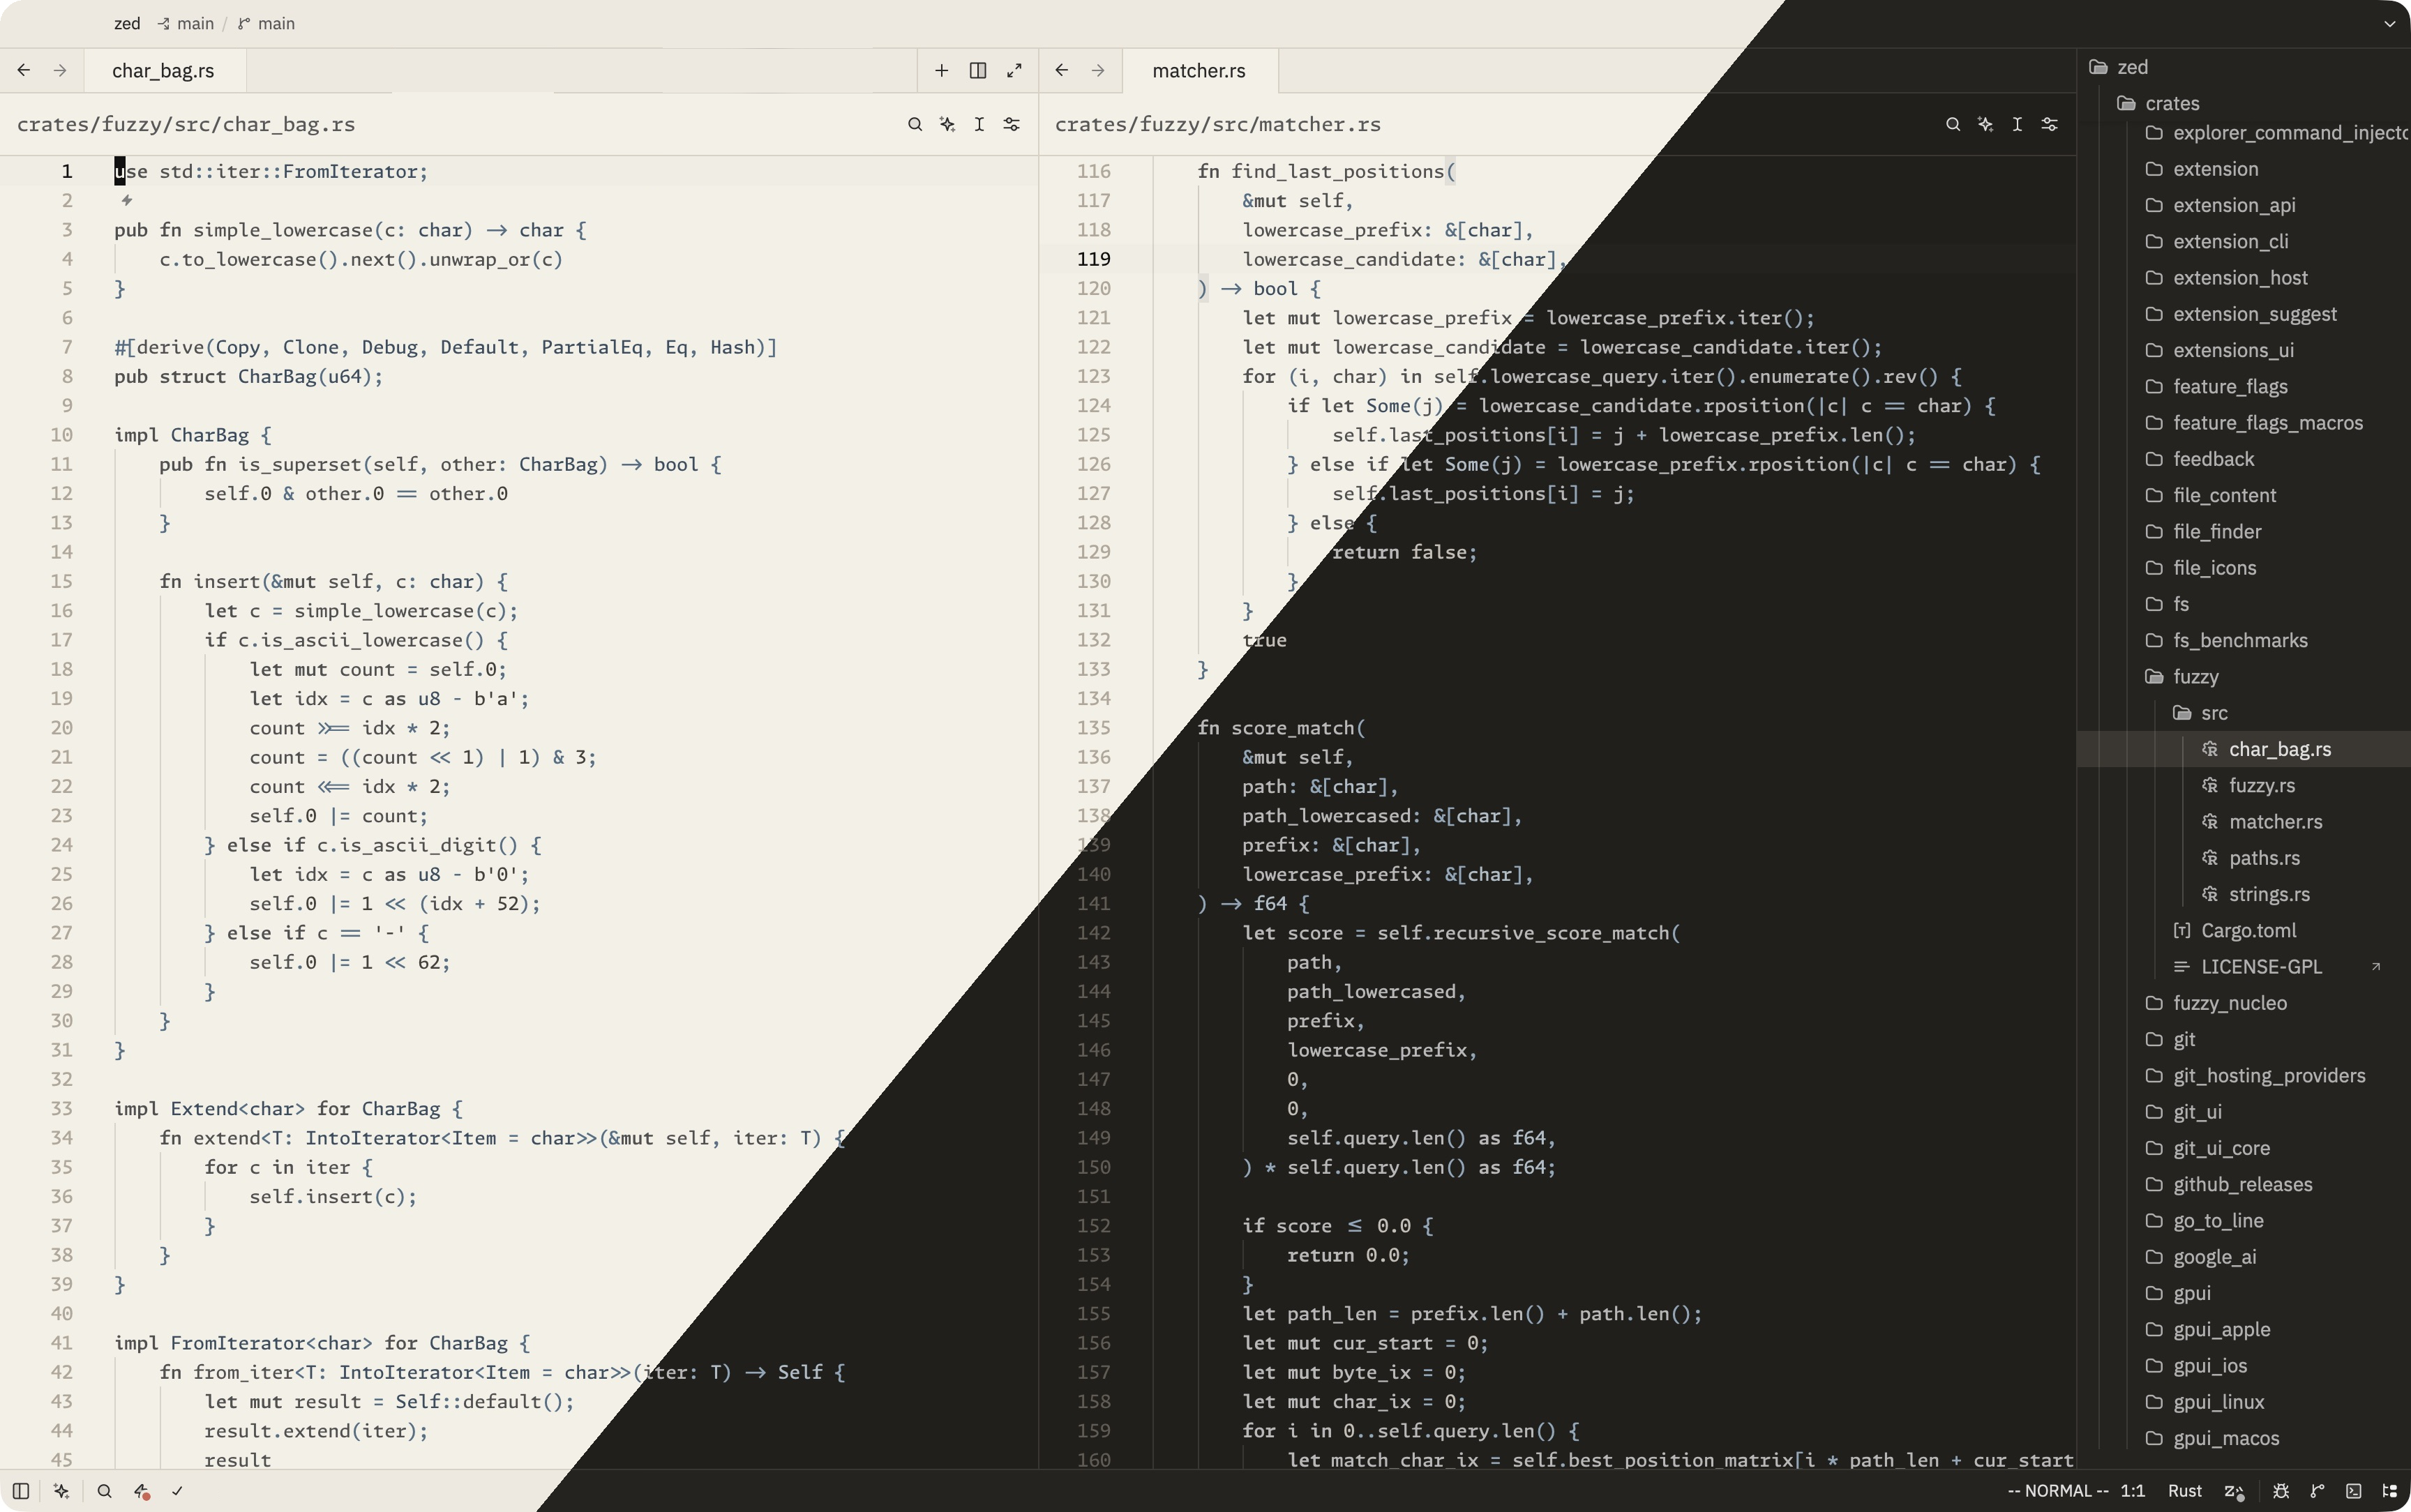 zed main / main
char_bag.rs
crates/fuzzy/src/char_bag.rs
1 use std::iter::FromIterator;
2
3 pub fn simple_lowercase(c: char) → char {
4 c.to_lowercase().next().unwrap_or(c)
5 }
6
7 #[derive(Copy, Clone, Debug, Default, PartialEq, Eq, Hash)]
8 pub struct CharBag(u64);
9
10 impl CharBag {
11 pub fn is_superset(self, other: CharBag) → bool {
12 self.0 & other.0 == other.0
13 }
14
15 fn insert(&mut self, c: char) {
16 let c = simple_lowercase(c);
17 if c.is_ascii_lowercase() {
18 let mut count = self.0;
19 let idx = c as u8 - b'a';
20 count >>= idx * 2;
21 count = ((count << 1) | 1) & 3;
22 count <<= idx * 2;
23 self.0 |= count;
24 } else if c.is_ascii_digit() {
25 let idx = c as u8 - b'0';
26 self.0 |= 1 << (idx + 52);
27 } else if c == '-' {
28 self.0 |= 1 << 62;
29 }
30 }
31 }
32
33 impl Extend<char> for CharBag {
34 fn extend<T: IntoIterator<Item = char>>(&mut self, iter: T) {
35 for c in iter {
36 self.insert(c);
37 }
38 }
39 }
40
41 impl FromIterator<char> for CharBag {
42 fn from_iter<T: IntoIterator<Item = char>>(iter: T) → Self {
43 let mut result = Self::default();
44 result.extend(iter);
45 result
matcher.rs
crates/fuzzy/src/matcher.rs
116 fn find_last_positions(
117 &mut self,
118 lowercase_prefix: &[char],
119 lowercase_candidate: &[char],
120 ) → bool {
121 let mut lowercase_prefix = lowercase_prefix.iter();
122 let mut lowercase_candidate = lowercase_candidate.iter();
123 for (i, char) in self.lowercase_query.iter().enumerate().rev() {
124 if let Some(j) = lowercase_candidate.rposition(|c| c == char) {
125 self.last_positions[i] = j + lowercase_prefix.len();
126 } else if let Some(j) = lowercase_prefix.rposition(|c| c == char) {
127 self.last_positions[i] = j;
128 } else {
129 return false;
130 }
131 }
132 true
133 }
134
135 fn score_match(
136 &mut self,
137 path: &[char],
138 path_lowercased: &[char],
139 prefix: &[char],
140 lowercase_prefix: &[char],
141 ) → f64 {
142 let score = self.recursive_score_match(
143 path,
144 path_lowercased,
145 prefix,
146 lowercase_prefix,
147 0,
148 0,
149 self.query.len() as f64,
150 ) * self.query.len() as f64;
151
152 if score ≤ 0.0 {
153 return 0.0;
154 }
155 let path_len = prefix.len() + path.len();
156 let mut cur_start = 0;
157 let mut byte_ix = 0;
158 let mut char_ix = 0;
159 for i in 0..self.query.len() {
160 let match_char_ix = self.best_position_matrix[i * path_len + cur_start
zed
crates
explorer_command_injecto
extension
extension_api
extension_cli
extension_host
extension_suggest
extensions_ui
feature_flags
feature_flags_macros
feedback
file_content
file_finder
file_icons
fs
fs_benchmarks
fuzzy
src
char_bag.rs
fuzzy.rs
matcher.rs
paths.rs
strings.rs
Cargo.toml
LICENSE-GPL
fuzzy_nucleo
git
git_hosting_providers
git_ui
git_ui_core
github_releases
go_to_line
google_ai
gpui
gpui_apple
gpui_ios
gpui_linux
gpui_macos
-- NORMAL -- 1:1 Rust